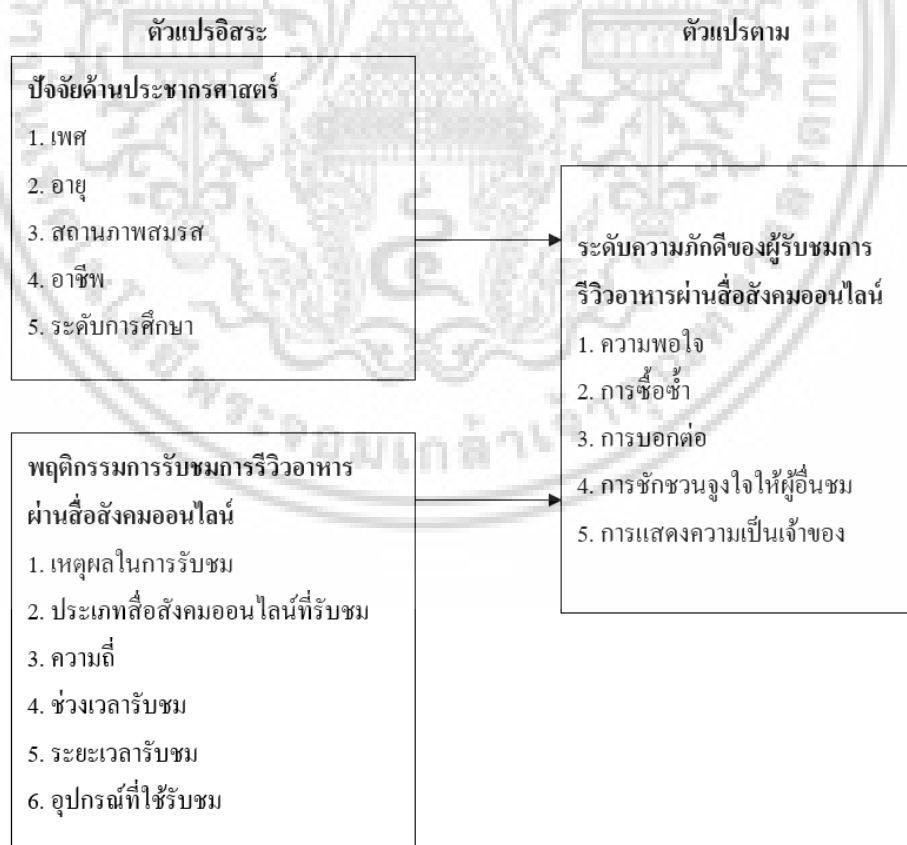 ตัวแปรอิสระ
ปัจจัยด้านประชากรศาสตร์
1. เพศ
2. อายุ
3. สถานภาพสมรส
4. อาชีพ
5. ระดับการศึกษา
พฤติกรรมการรับชมการรีวิวอาหาร
ผ่านสื่อสังคมออนไลน์
1. เหตุผลในการรับชม
2. ประเภทสื่อสังคมออนไลน์ที่รับชม
3. ความถี่
4. ช่วงเวลารับชม
5. ระยะเวลารับชม
6. อุปกรณ์ที่ใช้รับชม
ตัวแปรตาม
ระดับความภักดีของผู้รับชมการ
รีวิวอาหารผ่านสื่อสังคมออนไลน์
1. ความพอใจ
2. การซื้อซ้ำ
3. การบอกต่อ
4. การชักชวนจูงใจให้ผู้อื่นชม
5. การแสดงความเป็นเจ้าของ